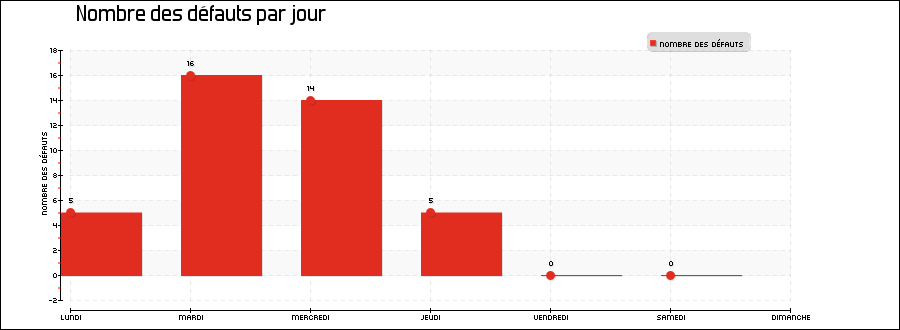 Nombre des défauts par jour
NOMBRE DES DÉFAUTS
NOMBRE DES DÉFAUTS
18
16
14
12
10
8
6
4
2
0
-2
5
16
14
5
0
0
LUNDI
MARDI
MERCREDI
JEUDI
VENDREDI
SAMEDI
DIMANCHE